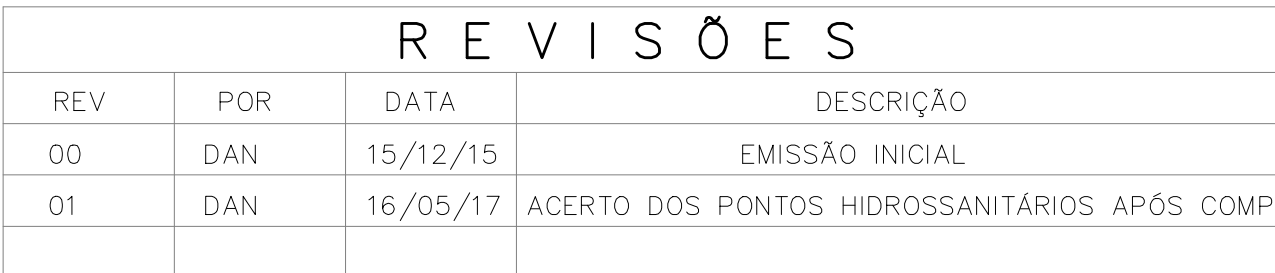 REVISÕES
REV POR DATA DESCRIÇÃO
00 DAN 15/12/15 EMISSÃO INICIAL
01 DAN 16/05/17 ACERTO DOS PONTOS HIDROSSANITÁRIOS APÓS COMP